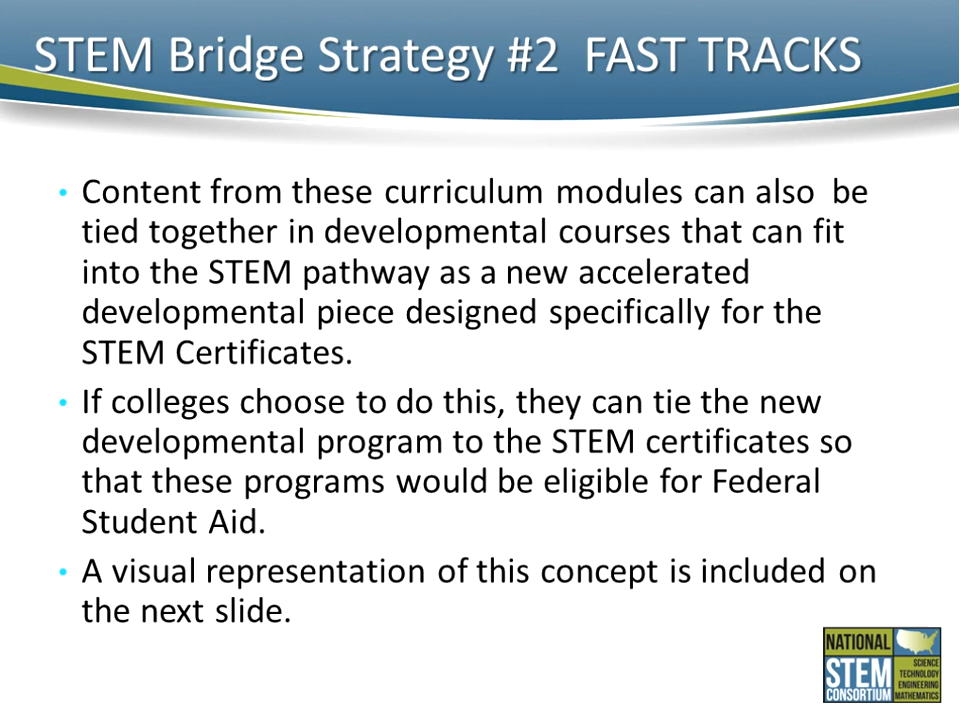 STEM Bridge Strategy #2  FAST TRACKS
• Content from these curriculum modules can also  be
tied together in developmental courses that can fit
into the STEM pathway as a new accelerated
developmental piece designed specifically for the
STEM Certificates.
• If colleges choose to do this, they can tie the new
developmental program to the STEM certificates so
that these programs would be eligible for Federal
Student Aid.
• A visual representation of this concept is included on
the next slide.
NATIONAL
STEM
CONSORTIUM
SCIENCE
TECHNOLOGY
ENGINEERING
MATHEMATICS